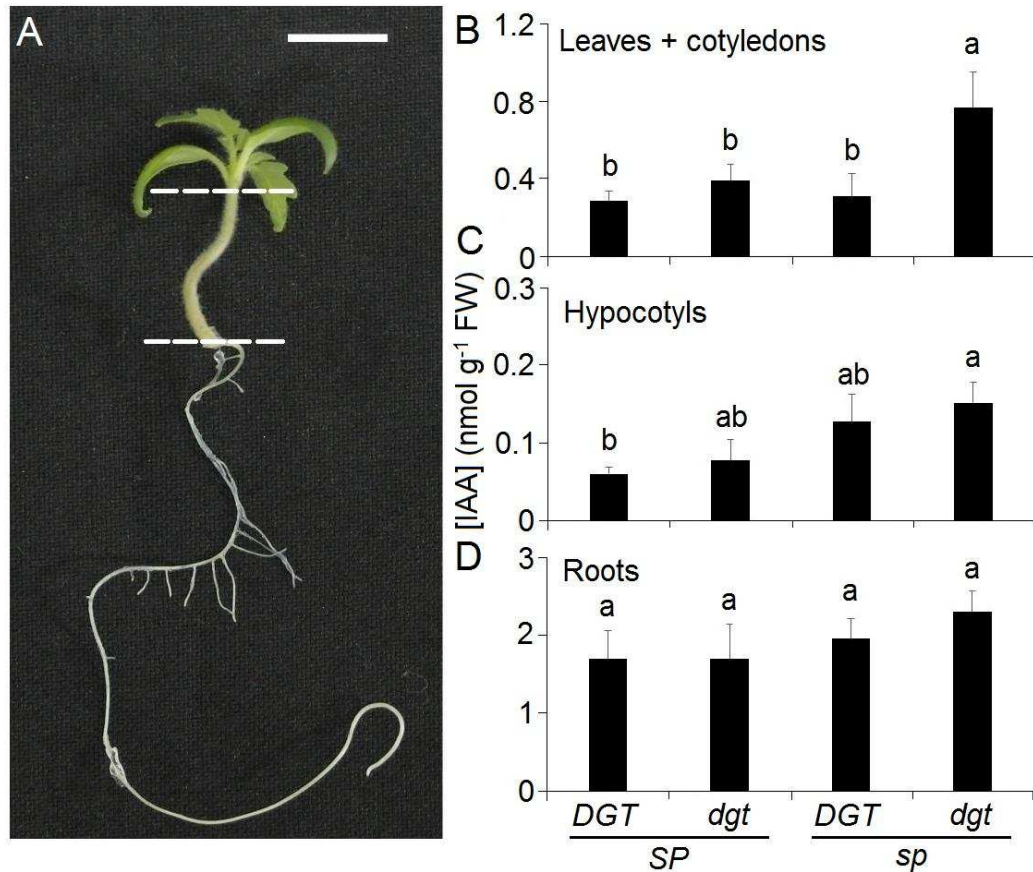 A
B
Leaves + cotyledons
1.2
0.8
0.4
0
b
b
b
a
C
Hypocotyls
0.3
0.2
0.1
0
b
ab
ab
a
[IAA] (nmol g⁻¹ FW)
D
Roots
3
2
1
0
a
a
a
a
DGT dgt DGT dgt
SP sp